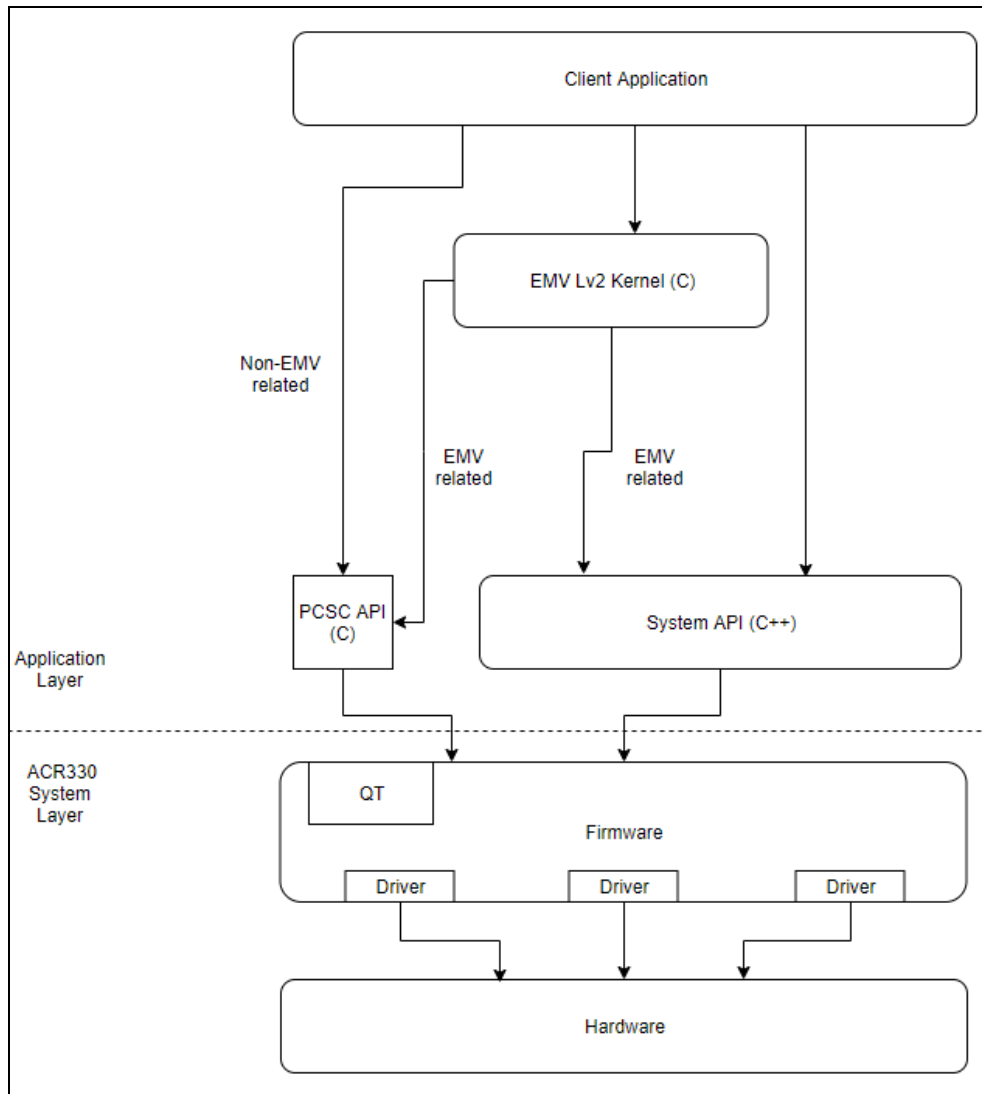 Client Application
EMV Lv2 Kernel (C)
Non-EMV
related
EMV
related
EMV
related
PCSC API
(C)
System API (C++)
Application
Layer
ACR330
System
Layer
QT
Firmware
Driver
Driver
Driver
Hardware